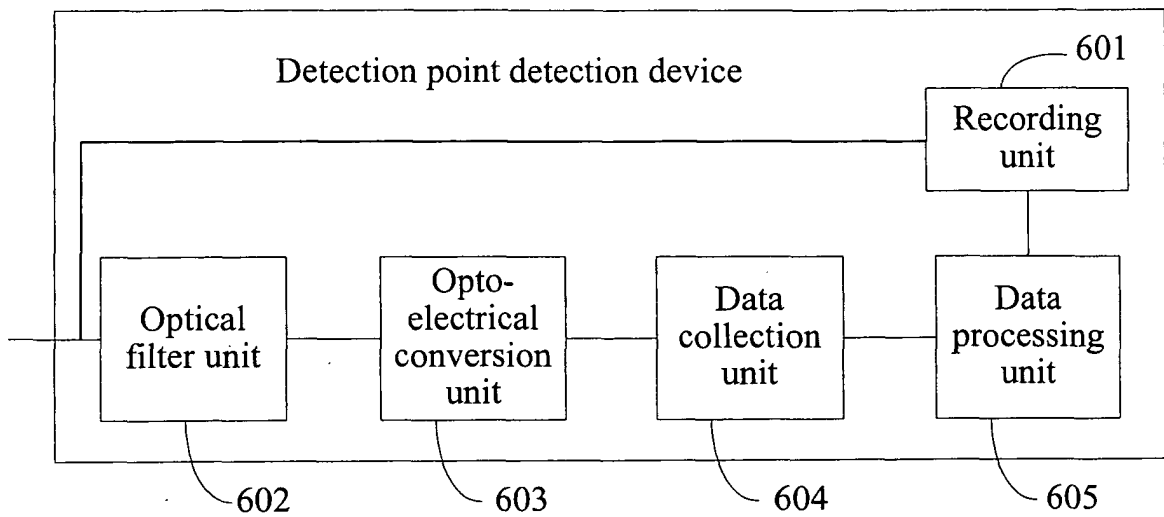 601
Detection point detection device
Recording
unit
Optical
filter unit
Opto-
electrical
conversion
unit
Data
collection
unit
Data
processing
unit
602
603
604
605